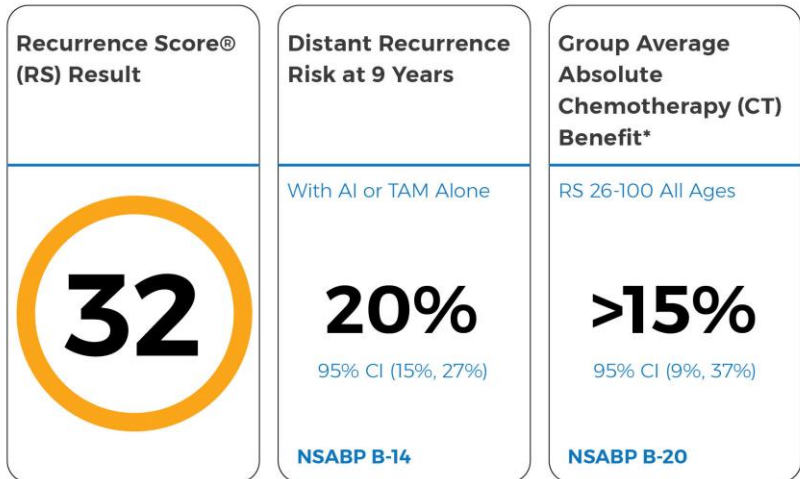 Recurrence Score®
(RS) Result
32
Distant Recurrence
Risk at 9 Years
With AI or TAM Alone
20%
95% CI (15%, 27%)
NSABP B-14
Group Average
Absolute
Chemotherapy (CT)
Benefit*
RS 26-100 All Ages
>15%
95% CI (9%, 37%)
NSABP B-20